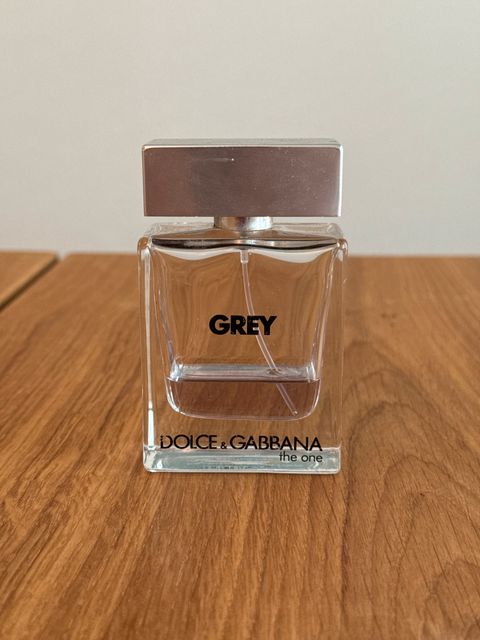 GREY
DOLCE & GABBANA
the one